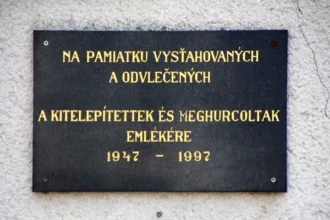 NA PAMIATKU VYSŤAHOVANÝCH
A ODVLEČENÝCH
A KITELEPÍTETTEK ÉS MEGHURCOLTAK
EMLÉKÉRE
1947 - 1997